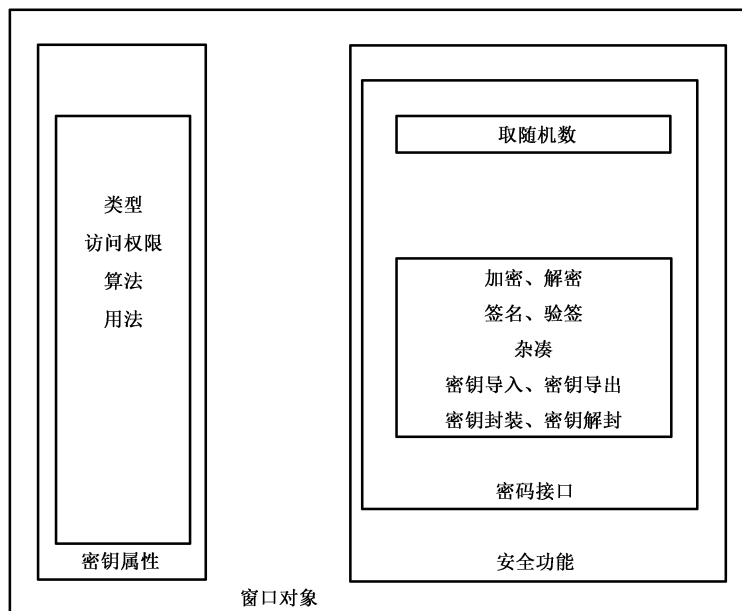 类型
访问权限
算法
用法
密钥属性
取随机数
加密、解密
签名、验签
杂凑
密钥导入、密钥导出
密钥封装、密钥解封
密码接口
安全功能
窗口对象